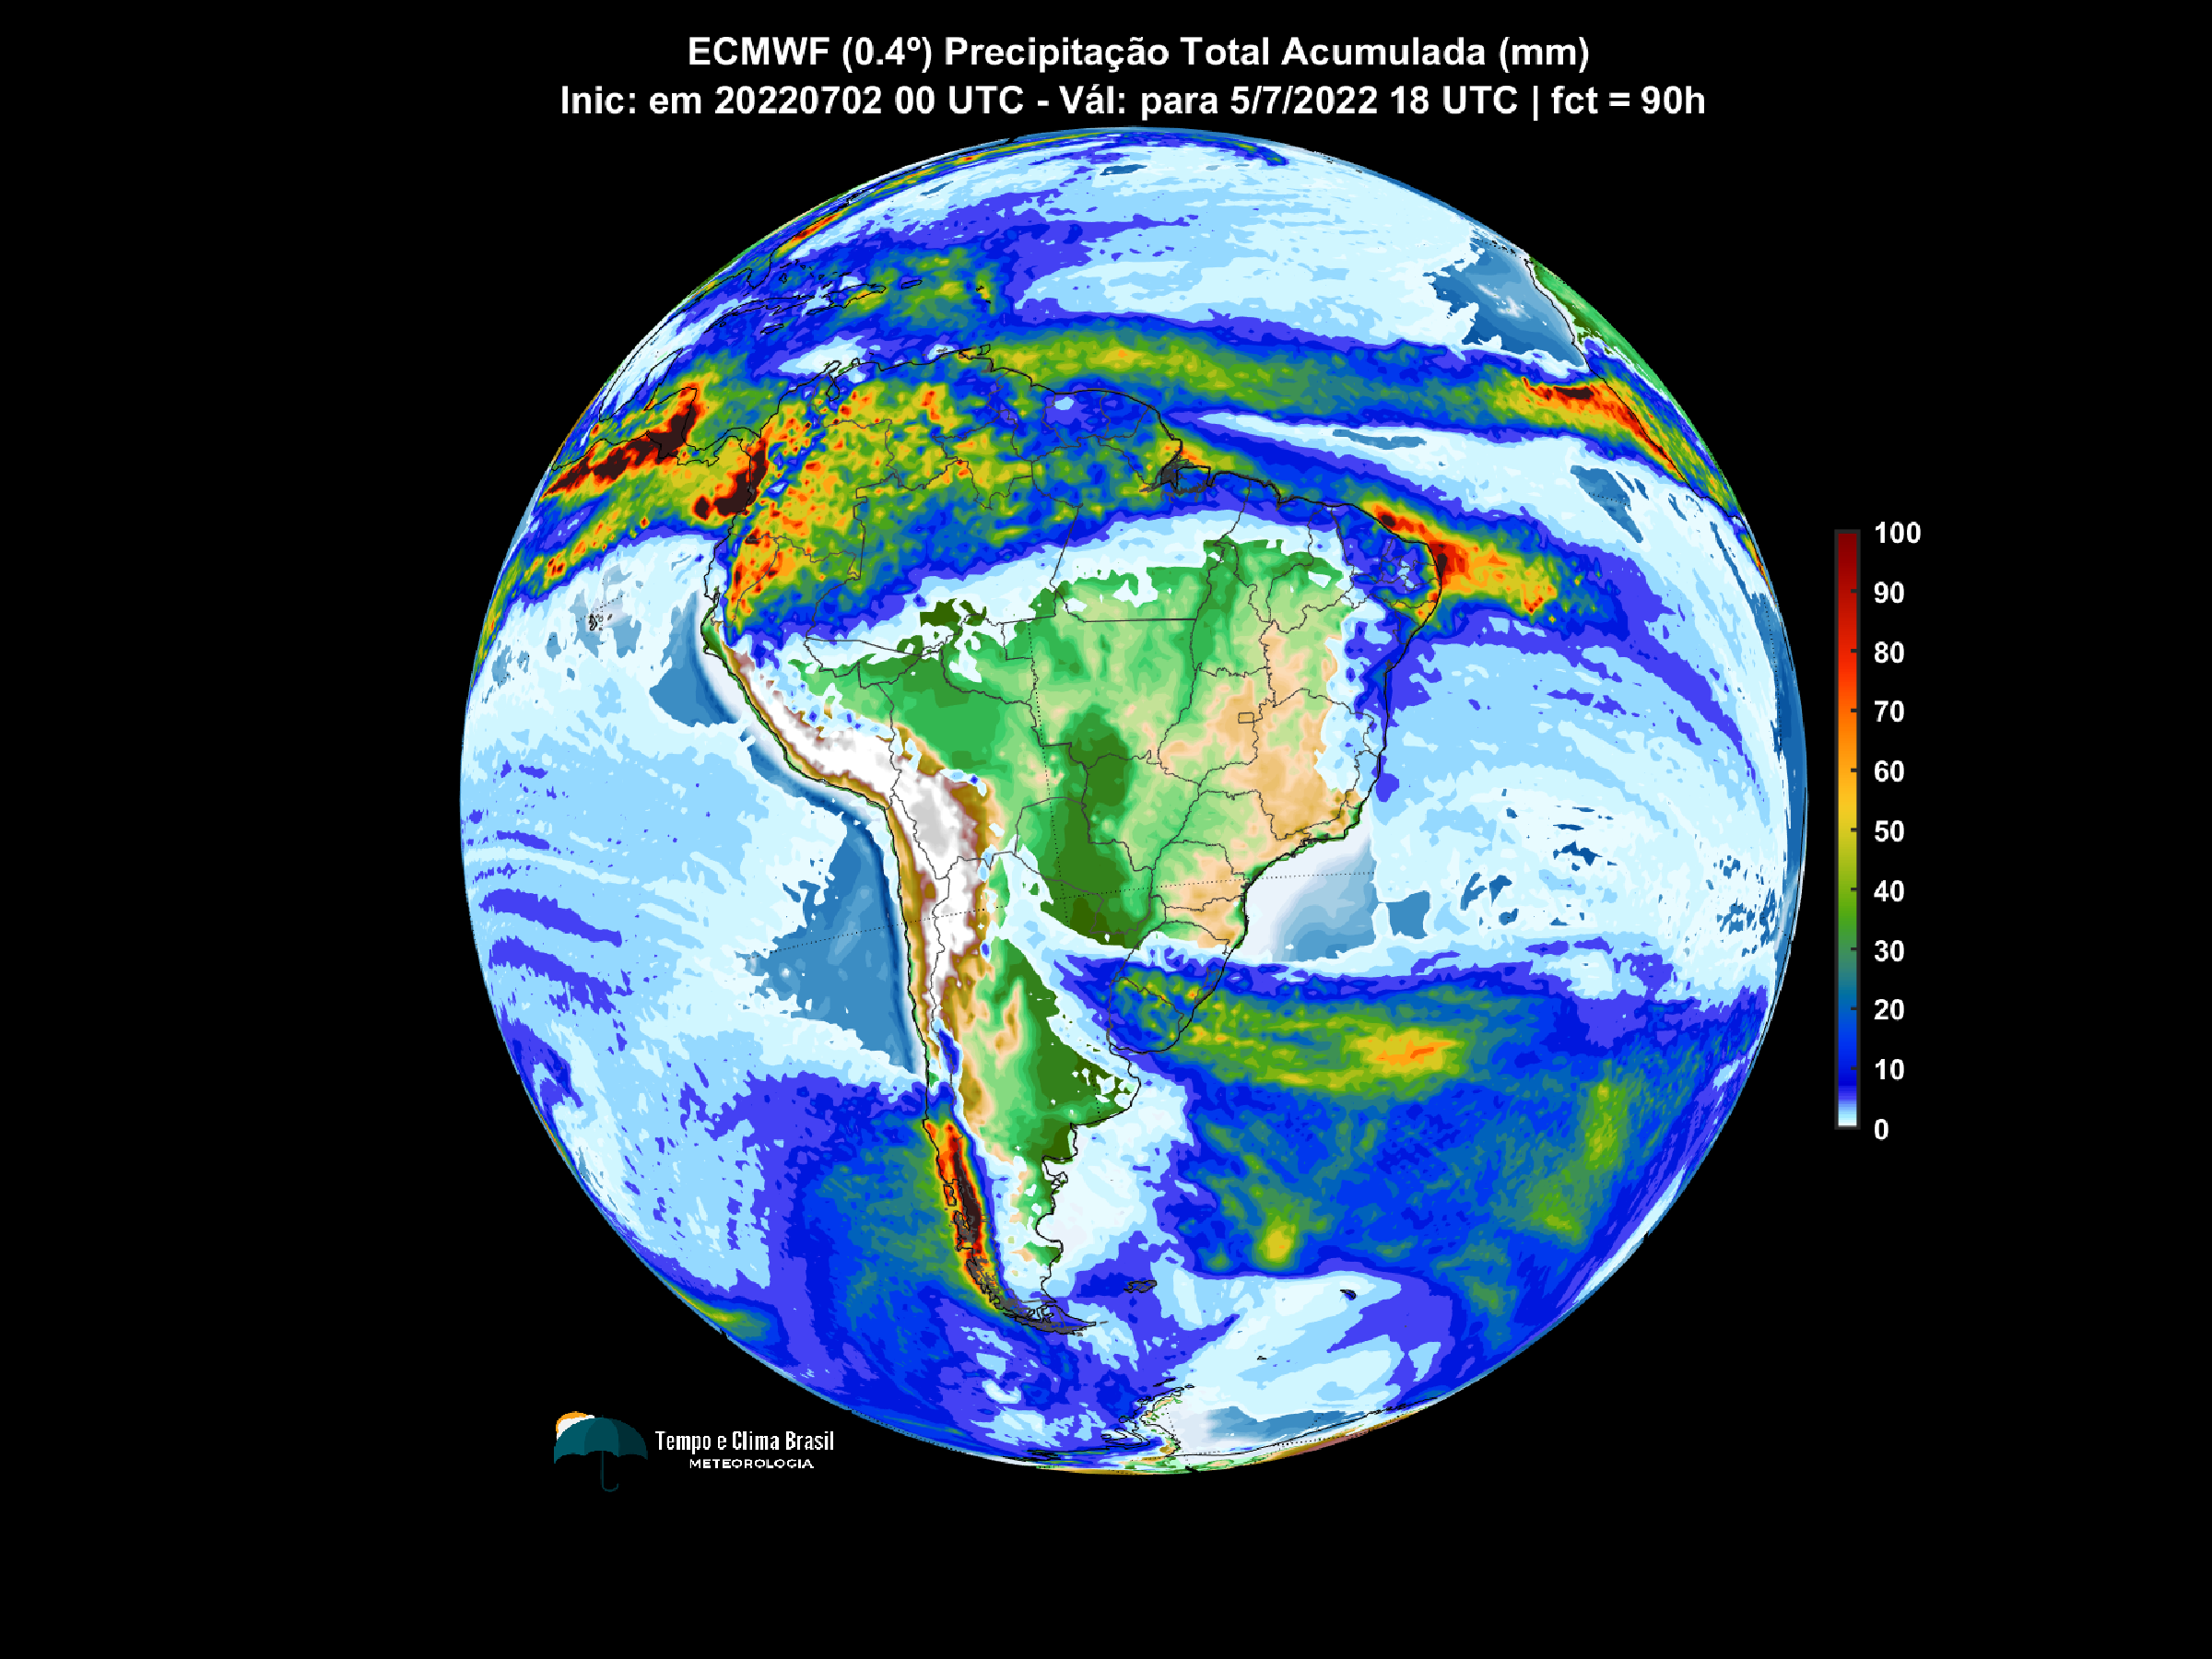 ECMWF (0.4º) Precipitação Total Acumulada (mm)
Inic: em 20220702 00 UTC - Vál: para 5/7/2022 18 UTC | fct = 90h
100
90
80
70
60
50
40
30
20
10
0
Tempo e Clima Brasil
METEOROLOGIA